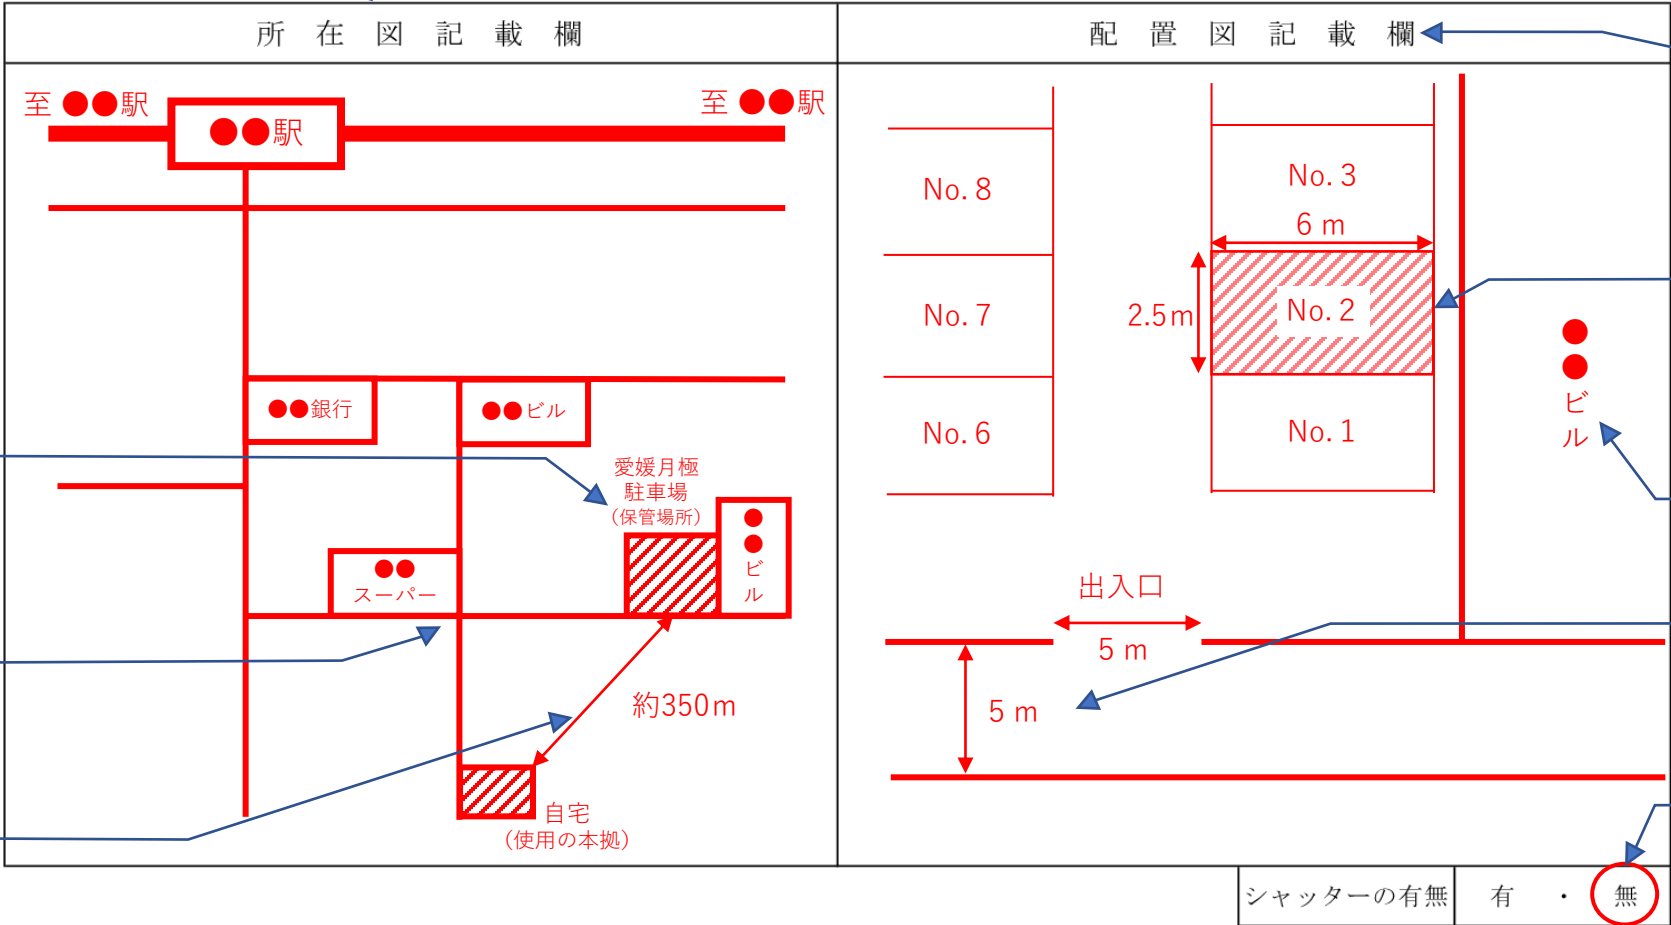 所在図記載欄
至 ●●駅
●●駅
至 ●●駅
●●銀行
●●ビル
愛媛月極
駐車場
(保管場所)
●●ビル
●●
スーパー
約350m
自宅
(使用の本拠)
配置図記載欄
No. 8
No. 3
6 m
No. 7
2.5m
No. 2
●●ビル
No. 6
No. 1
出入口
5 m
5 m
シャッターの有無
有 ・ 無